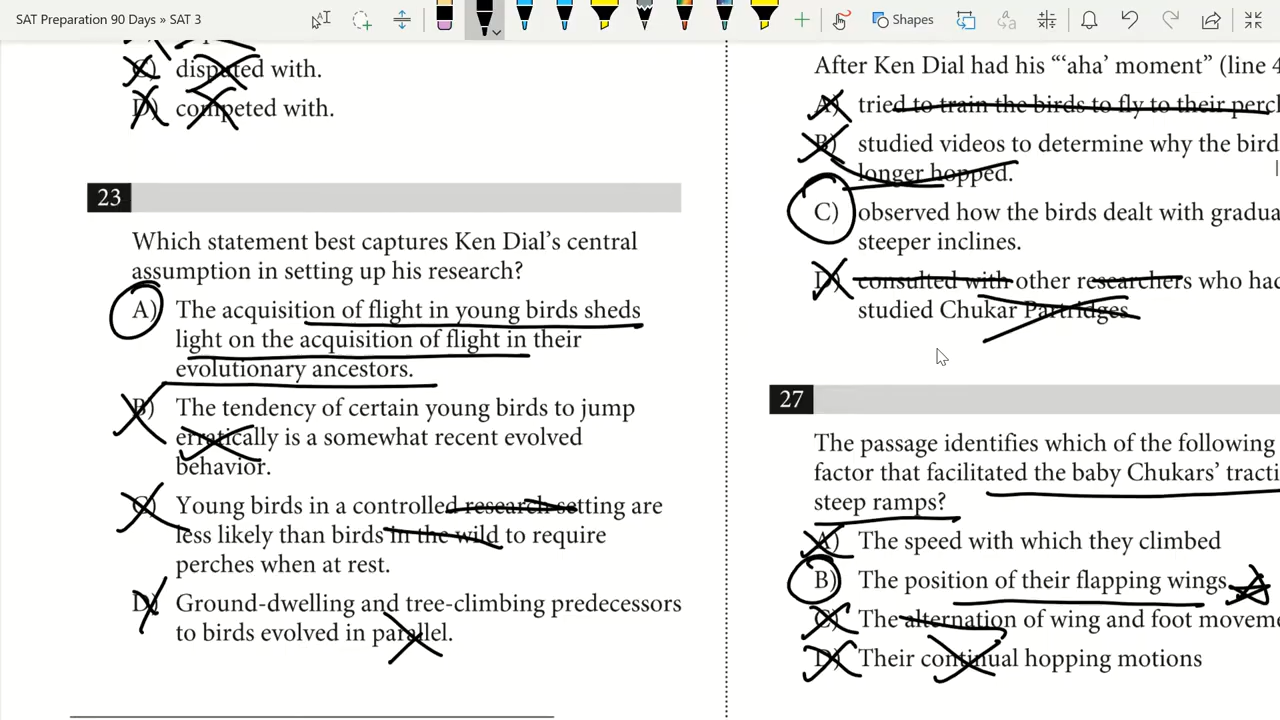 SAT Preparation 90 Days » SAT 3
Shapes
C) disputed with.
D) competed with.
23
Which statement best captures Ken Dial's central
assumption in setting up his research?
A) The acquisition of flight in young birds sheds
light on the acquisition of flight in their
evolutionary ancestors.
B) The tendency of certain young birds to jump
erratically is a somewhat recent evolved
behavior.
C) Young birds in a controlled research setting are
less likely than birds in the wild to require
perches when at rest.
D) Ground-dwelling and tree-climbing predecessors
to birds evolved in parallel.
After Ken Dial had his “‘aha’ moment” (line 4
A) tried to train the birds to fly to their perch
B) studied videos to determine why the bird
longer hopped.
C) observed how the birds dealt with gradua
steeper inclines.
D) consulted with other researchers who had
studied Chukar Partridges.
27
The passage identifies which of the following
factor that facilitated the baby Chukars’ tracti
steep ramps?
A) The speed with which they climbed
B) The position of their flapping wings
C) The alternation of wing and foot moveme
D) Their continual hopping motions